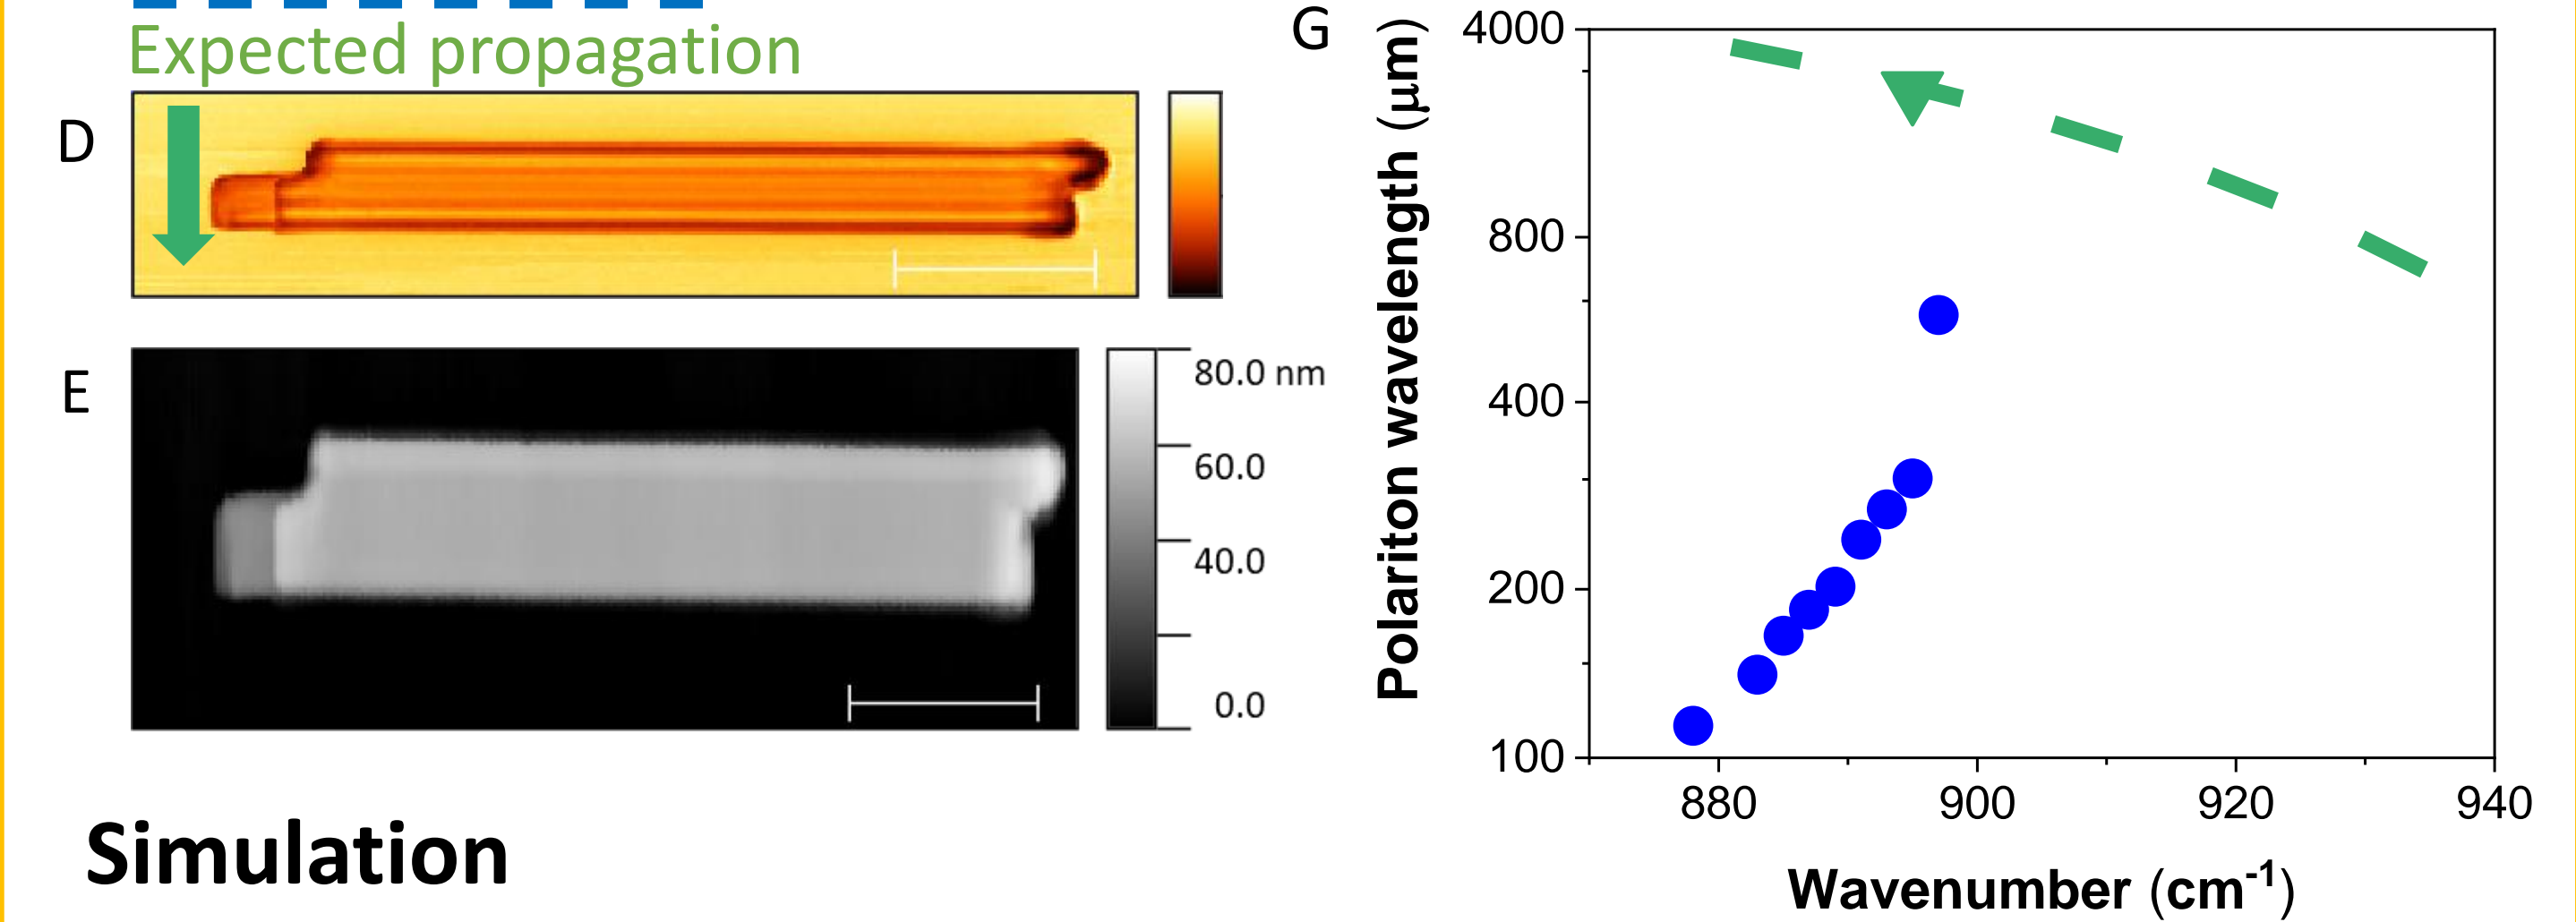 Expected propagation
D
E
80.0 nm
60.0
40.0
0.0
Simulation
G
Polariton wavelength (μm)
4000
800
400
200
100
880 900 920 940
Wavenumber (cm⁻¹)